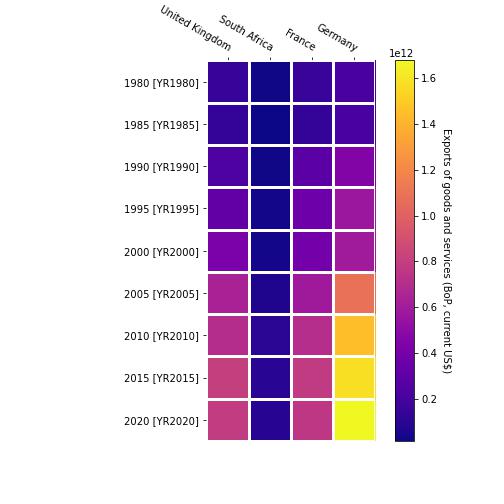 United Kingdom
South Africa
France
Germany
1980 [YR1980]
1985 [YR1985]
1990 [YR1990]
1995 [YR1995]
2000 [YR2000]
2005 [YR2005]
2010 [YR2010]
2015 [YR2015]
2020 [YR2020]
1e12
1.6
1.4
1.2
1.0
0.8
0.6
0.4
0.2
Exports of goods and services (BoP, current US$)